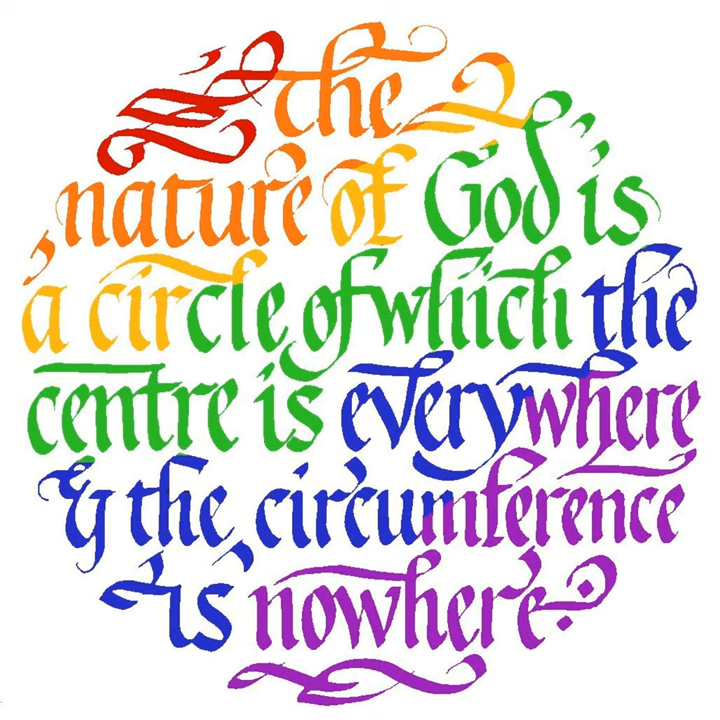 the
nature of God is
a circle of which the
centre is everywhere
& the circumference
is nowhere